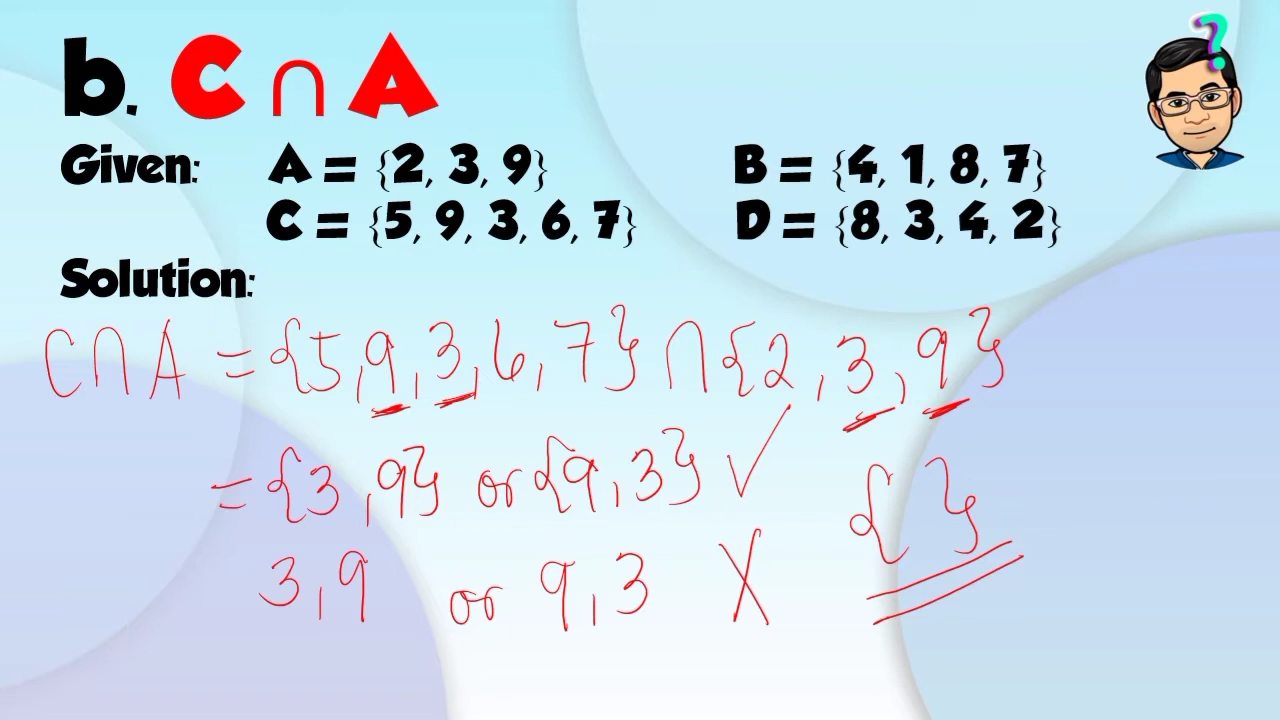 b. C ∩ A
Given: A = {2, 3, 9} B = {4, 1, 8, 7}
C = {5, 9, 3, 6, 7} D = {8, 3, 4, 2}
Solution:
C∩A = {5,9,3,6,7} ∩ {2,3,9}
= {3,9} or {9,3} ✓ { }
3,9 or 9,3 X
?